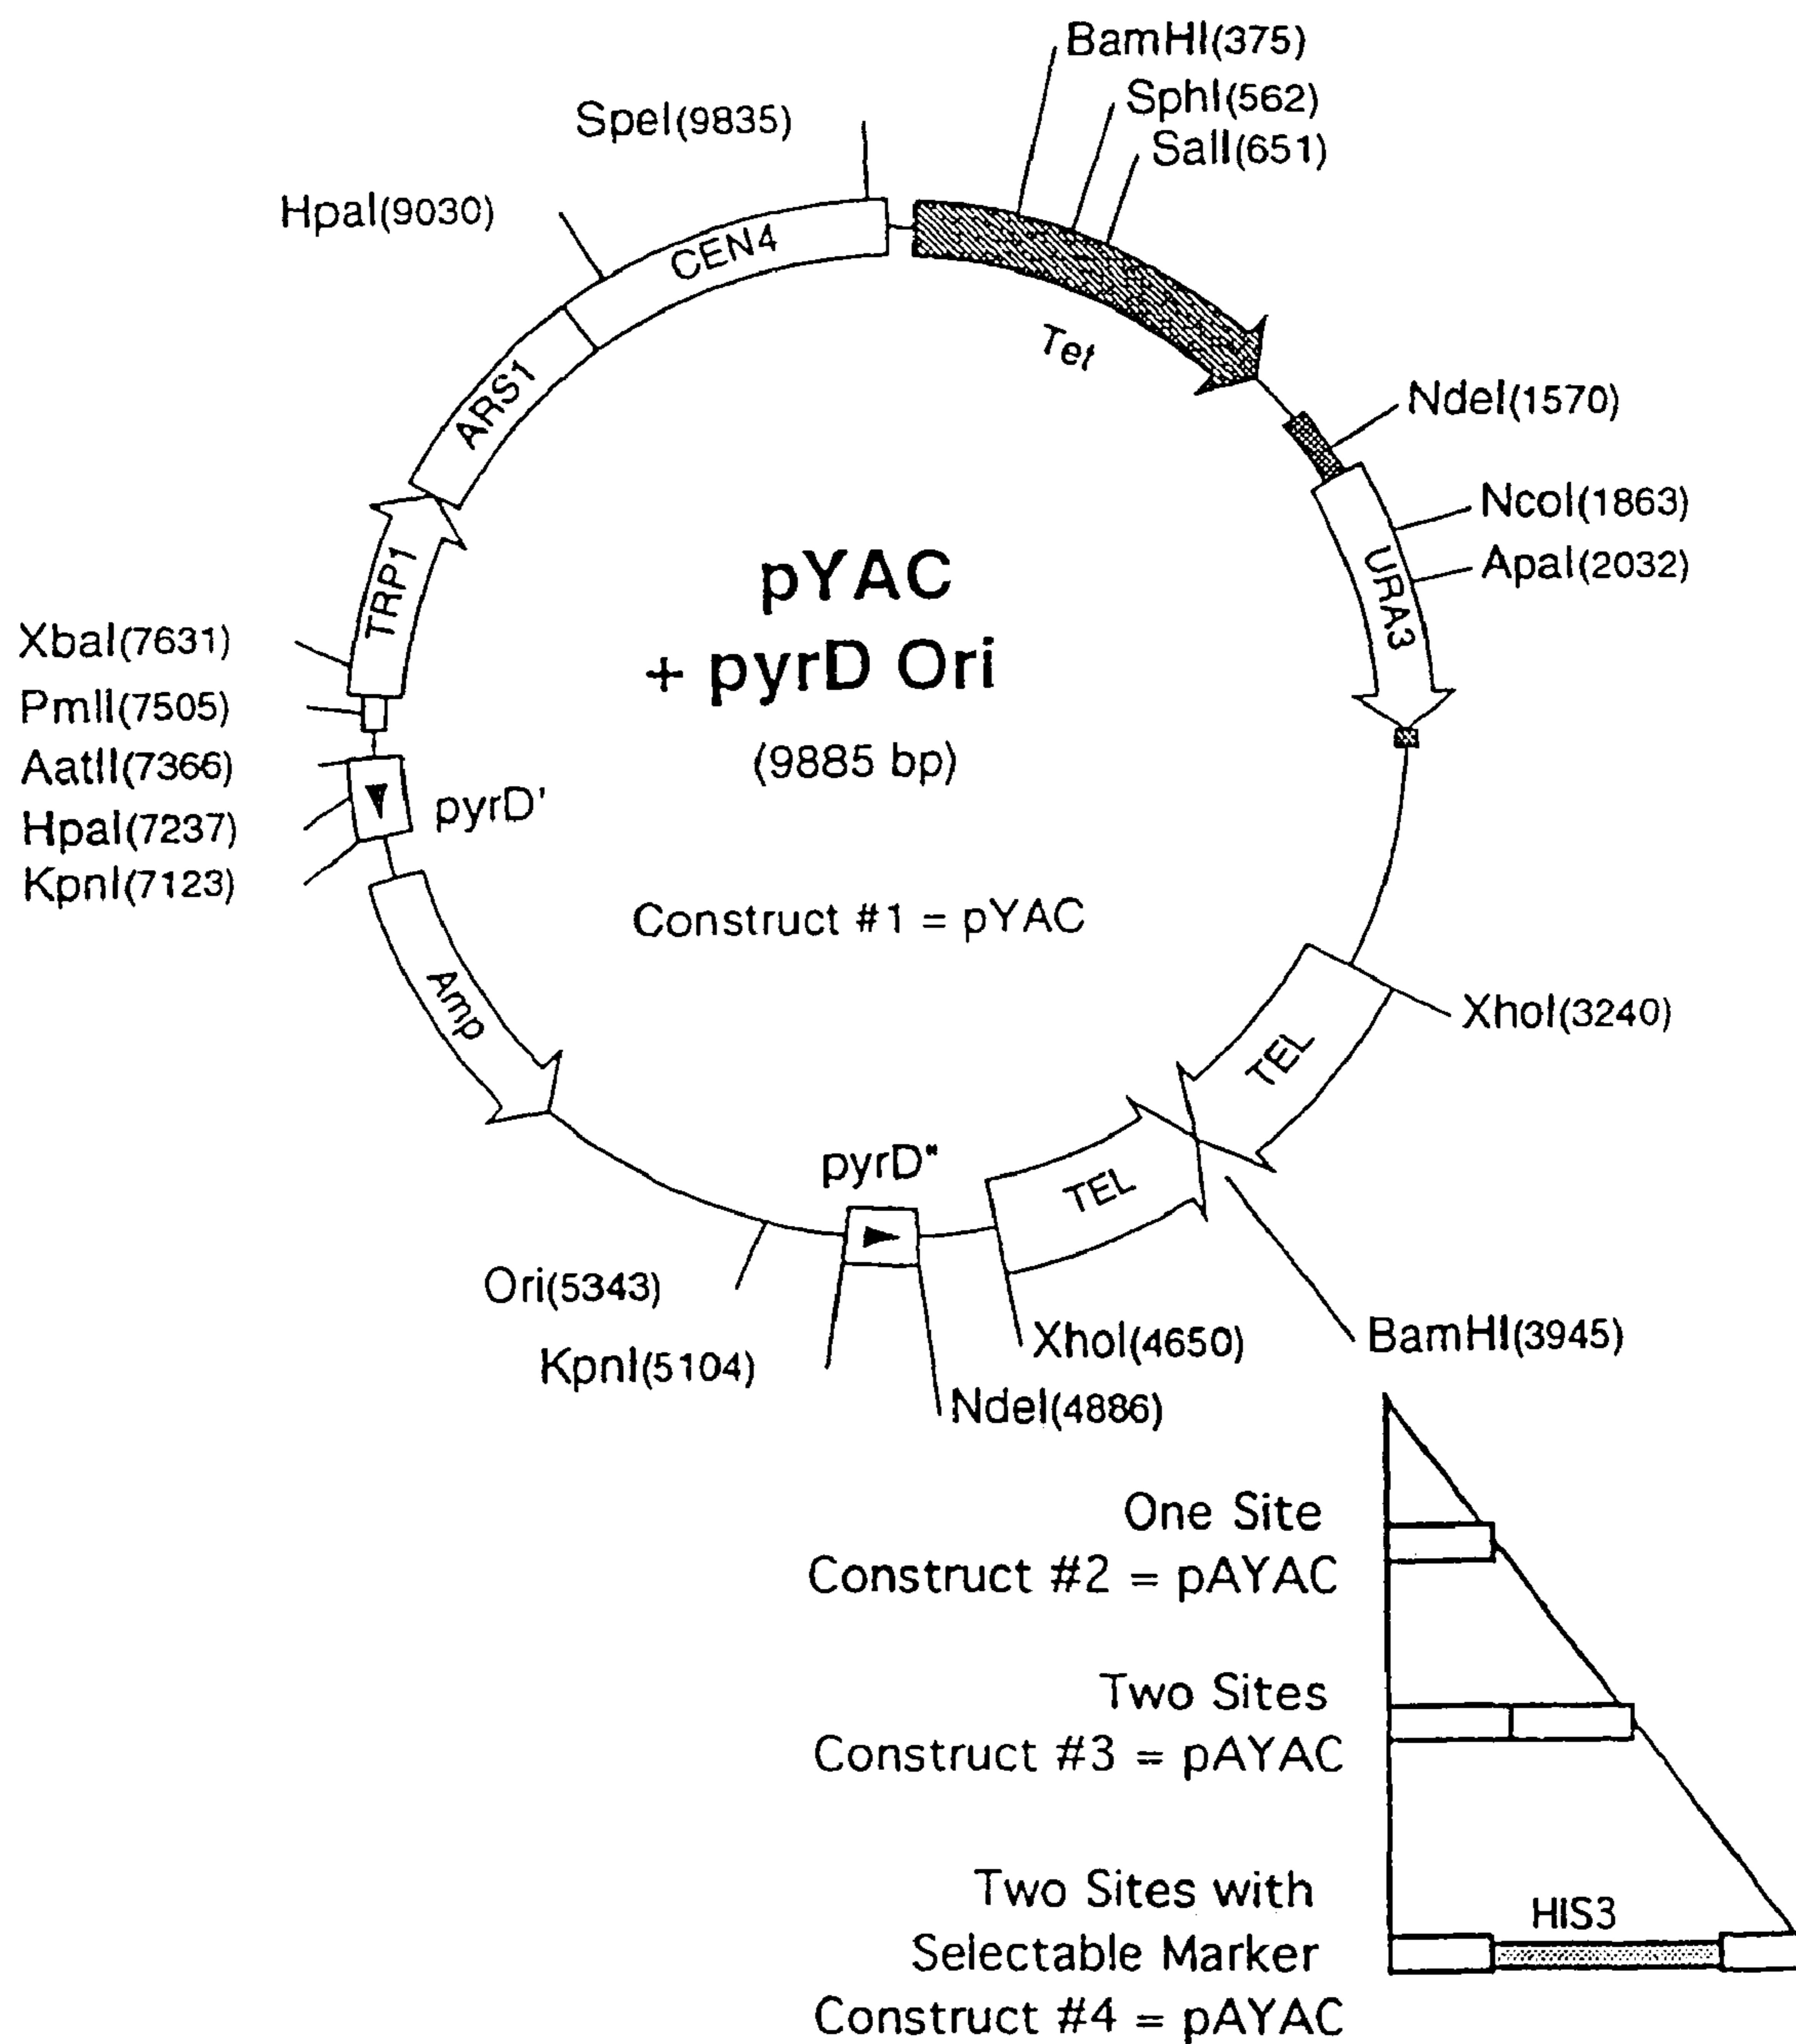 BamHI(375)
SphI(562)
SalI(651)
SpeI(9835)
HpaI(9030)
CEN4
Tet
ARS1
NdeI(1570)
NcoI(1863)
ApaI(2032)
URA3
TRP1
pYAC
+ pyrD Ori
(9885 bp)
XbaI(7631)
PmlI(7505)
AatII(7366)
HpaI(7237)
KpnI(7123)
pyrD'
Construct #1 = pYAC
Amp
XhoI(3240)
TEL
TEL
pyrD"
Ori(5343)
KpnI(5104)
XhoI(4650)
NdeI(4886)
BamHI(3945)
One Site
Construct #2 = pAYAC
Two Sites
Construct #3 = pAYAC
Two Sites with
Selectable Marker
Construct #4 = pAYAC
HIS3